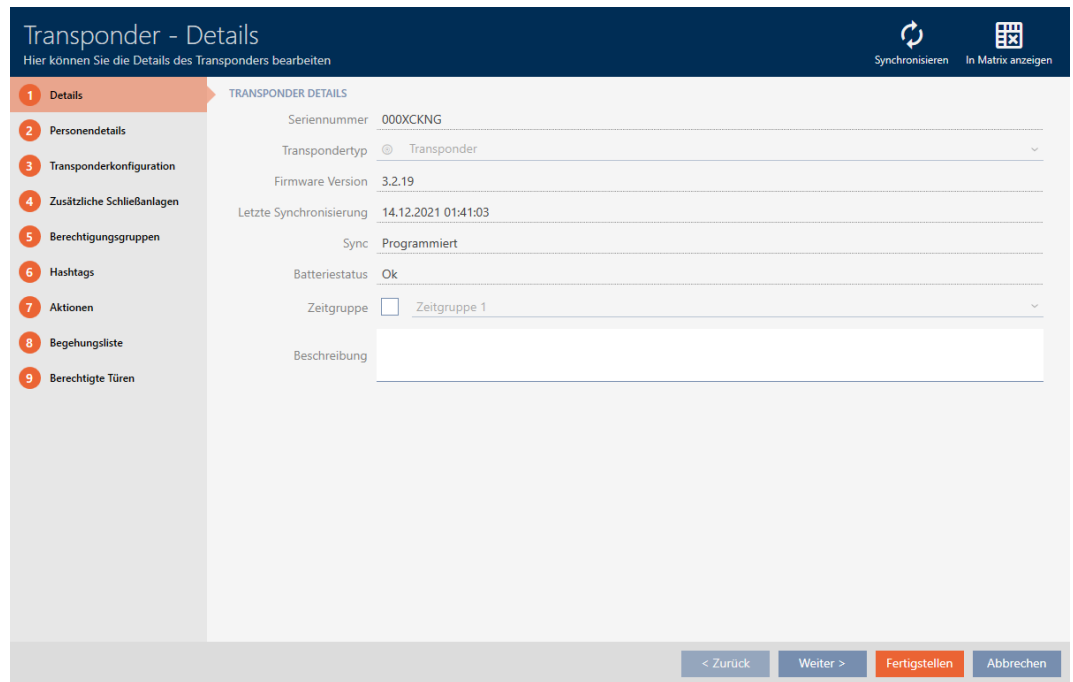 Transponder - Details
Hier können Sie die Details des Transponders bearbeiten
Synchronisieren
In Matrix anzeigen
1 Details
2 Personendetails
3 Transponderkonfiguration
4 Zusätzliche Schließanlagen
5 Berechtigungsgruppen
6 Hashtags
7 Aktionen
8 Begehungsliste
9 Berechtigte Türen
TRANSPONDER DETAILS
Seriennummer 000XCKNG
Transpondertyp Transponder
Firmware Version 3.2.19
Letzte Synchronisierung 14.12.2021 01:41:03
Sync Programmiert
Batteriestatus Ok
Zeitgruppe Zeitgruppe 1
Beschreibung
< Zurück
Weiter >
Fertigstellen
Abbrechen